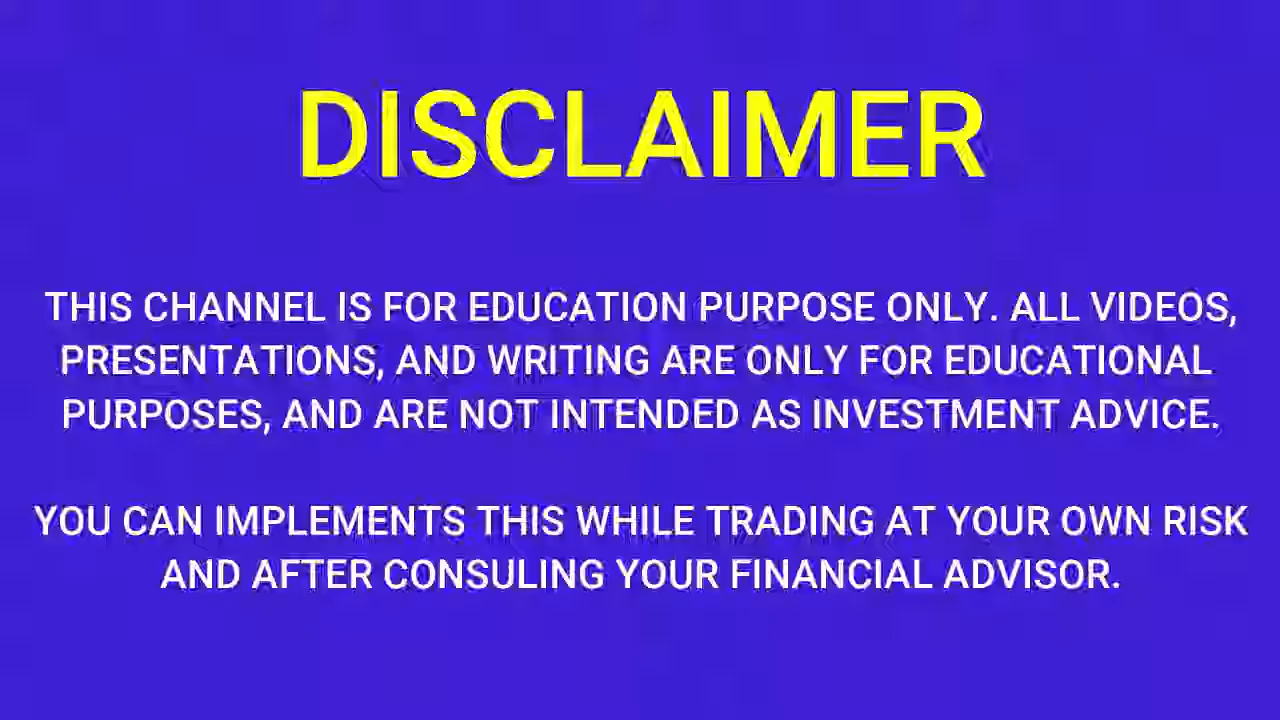 DISCLAIMER
THIS CHANNEL IS FOR EDUCATION PURPOSE ONLY. ALL VIDEOS,
PRESENTATIONS, AND WRITING ARE ONLY FOR EDUCATIONAL
PURPOSES, AND ARE NOT INTENDED AS INVESTMENT ADVICE.
YOU CAN IMPLEMENTS THIS WHILE TRADING AT YOUR OWN RISK
AND AFTER CONSULING YOUR FINANCIAL ADVISOR.